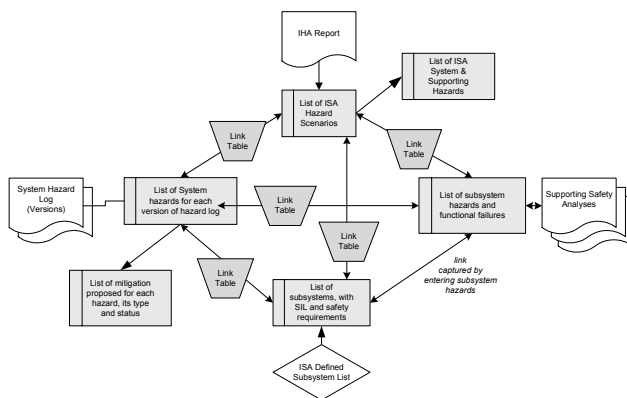 IHA Report
List of ISA
System &
Supporting
Hazards
List of ISA
Hazard
Scenarios
Link
Table
Link
Table
System Hazard
Log
(Versions)
List of System
hazards for each
version of hazard log
Link
Table
List of subsystem
hazards and
functional failures
Supporting Safety
Analyses
Link
Table
Link
Table
link
captured by
entering subsystem
hazards
List of mitigation
proposed for each
hazard, its type
and status
List of
subsystems, with
SIL and safety
requirements
ISA Defined
Subsystem List